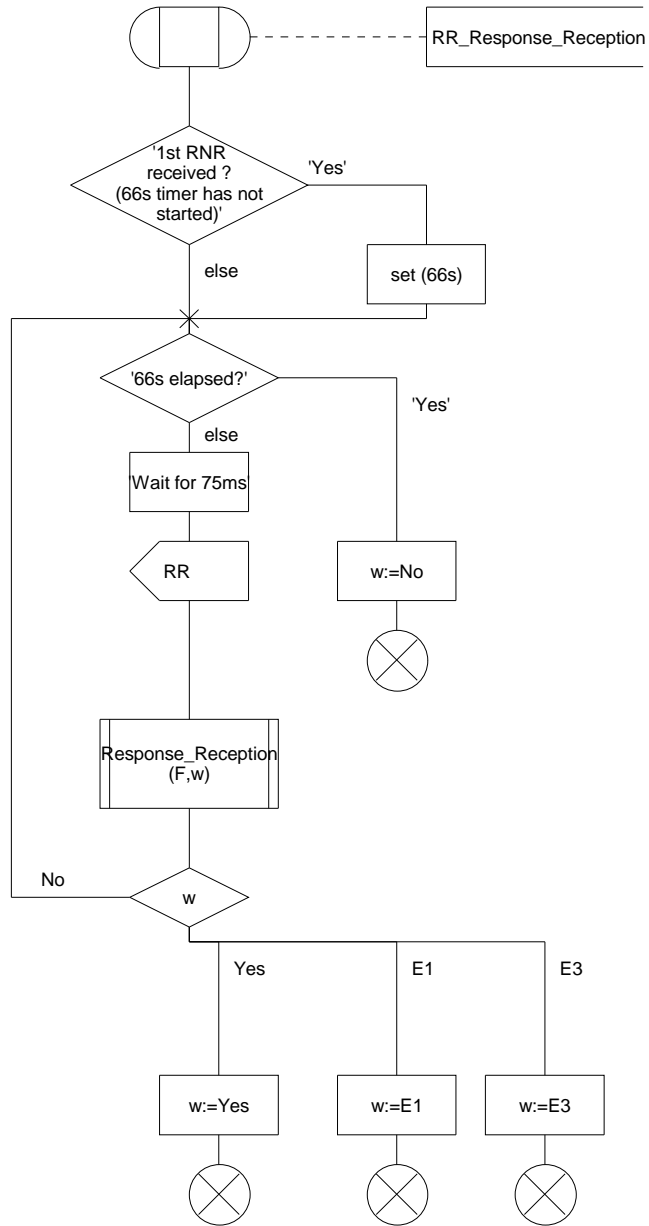 RR_Response_Reception
'1st RNR
received ?
(66s timer has not
started)'
'Yes'
set (66s)
else
'66s elapsed?'
'Yes'
else
'Wait for 75ms'
RR
w:=No
Response_Reception
(F,w)
No
w
Yes
E1
E3
w:=Yes
w:=E1
w:=E3